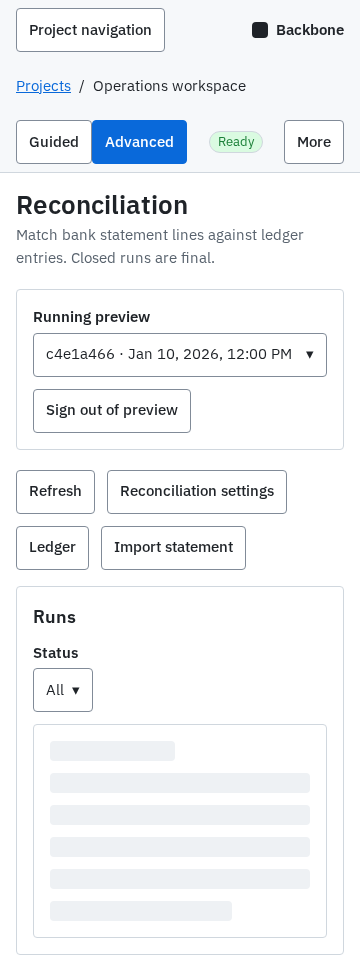 Project navigation
Backbone
Projects / Operations workspace
Guided
Advanced
Ready
More
Reconciliation
Match bank statement lines against ledger
entries. Closed runs are final.
Running preview
c4e1a466 · Jan 10, 2026, 12:00 PM ▾
Sign out of preview
Refresh
Reconciliation settings
Ledger
Import statement
Runs
Status
All ▾